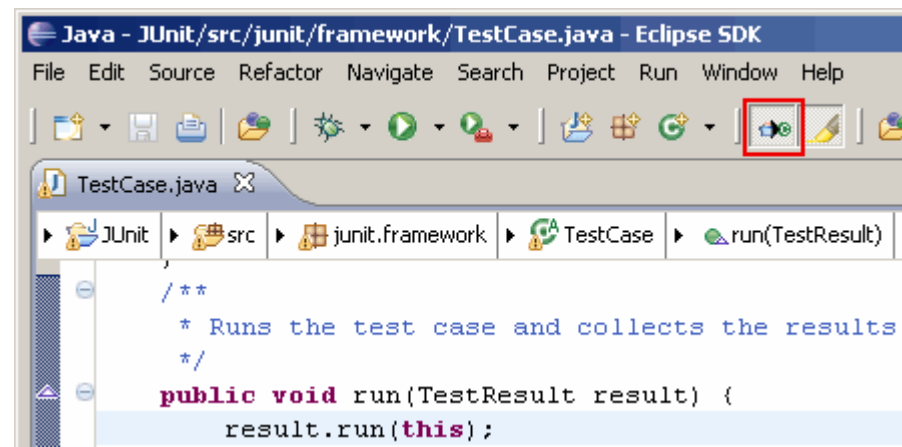 Java - JUnit/src/junit/framework/TestCase.java - Eclipse SDK
File Edit Source Refactor Navigate Search Project Run Window Help
TestCase.java
JUnit src junit.framework TestCase run(TestResult)
/**
* Runs the test case and collects the results
*/
public void run(TestResult result) {
result.run(this);